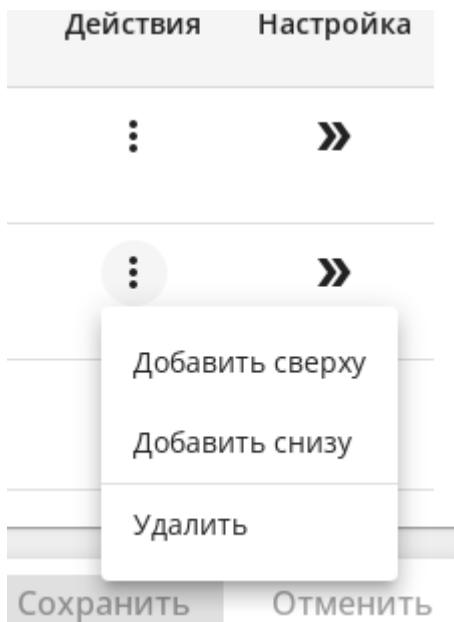 Действия Настройка
Добавить сверху
Добавить снизу
Удалить
Сохранить Отменить